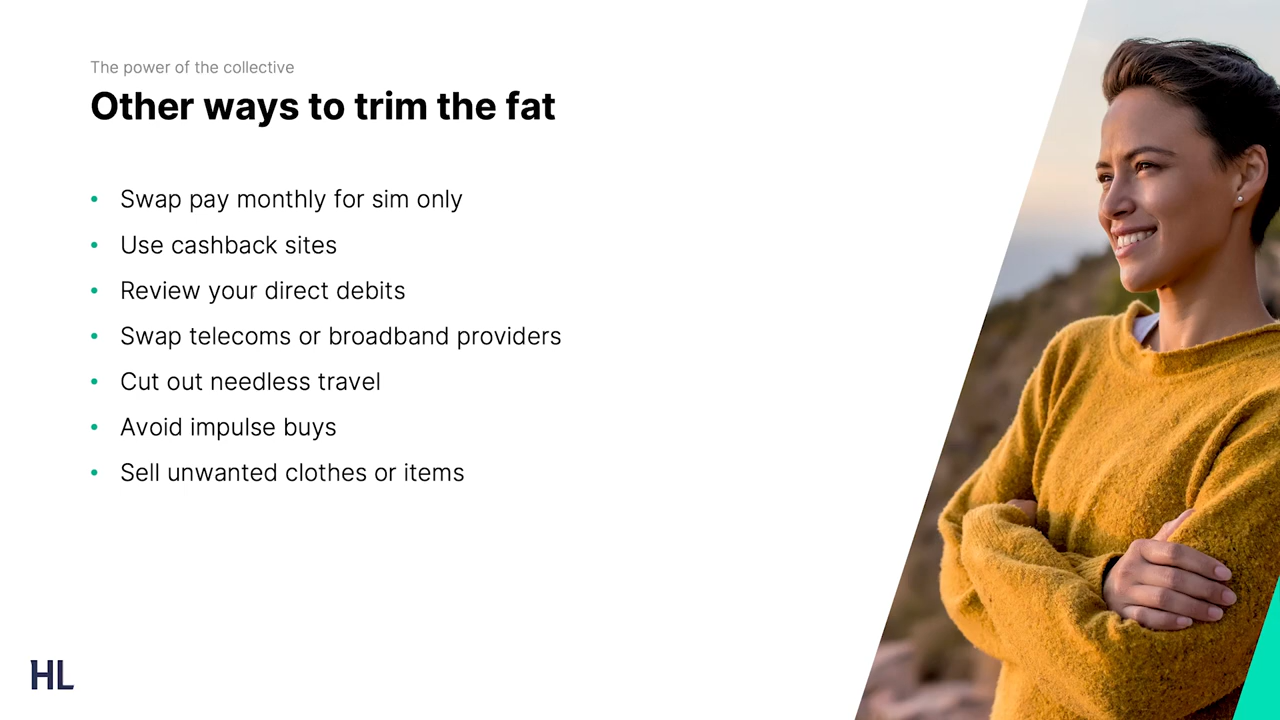 The power of the collective
Other ways to trim the fat
• Swap pay monthly for sim only
• Use cashback sites
• Review your direct debits
• Swap telecoms or broadband providers
• Cut out needless travel
• Avoid impulse buys
• Sell unwanted clothes or items
HL